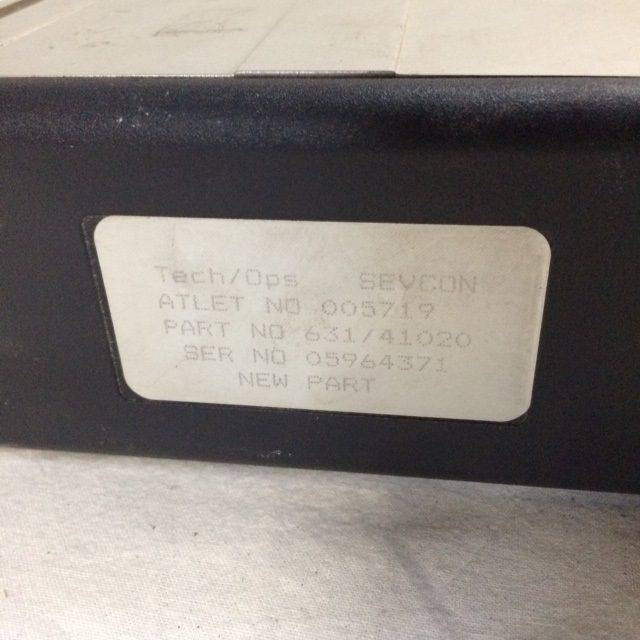 Tech/Ops SEVCON
ATLET NO 005719
PART NO 631/41020
SER NO 05964371
NEW PART